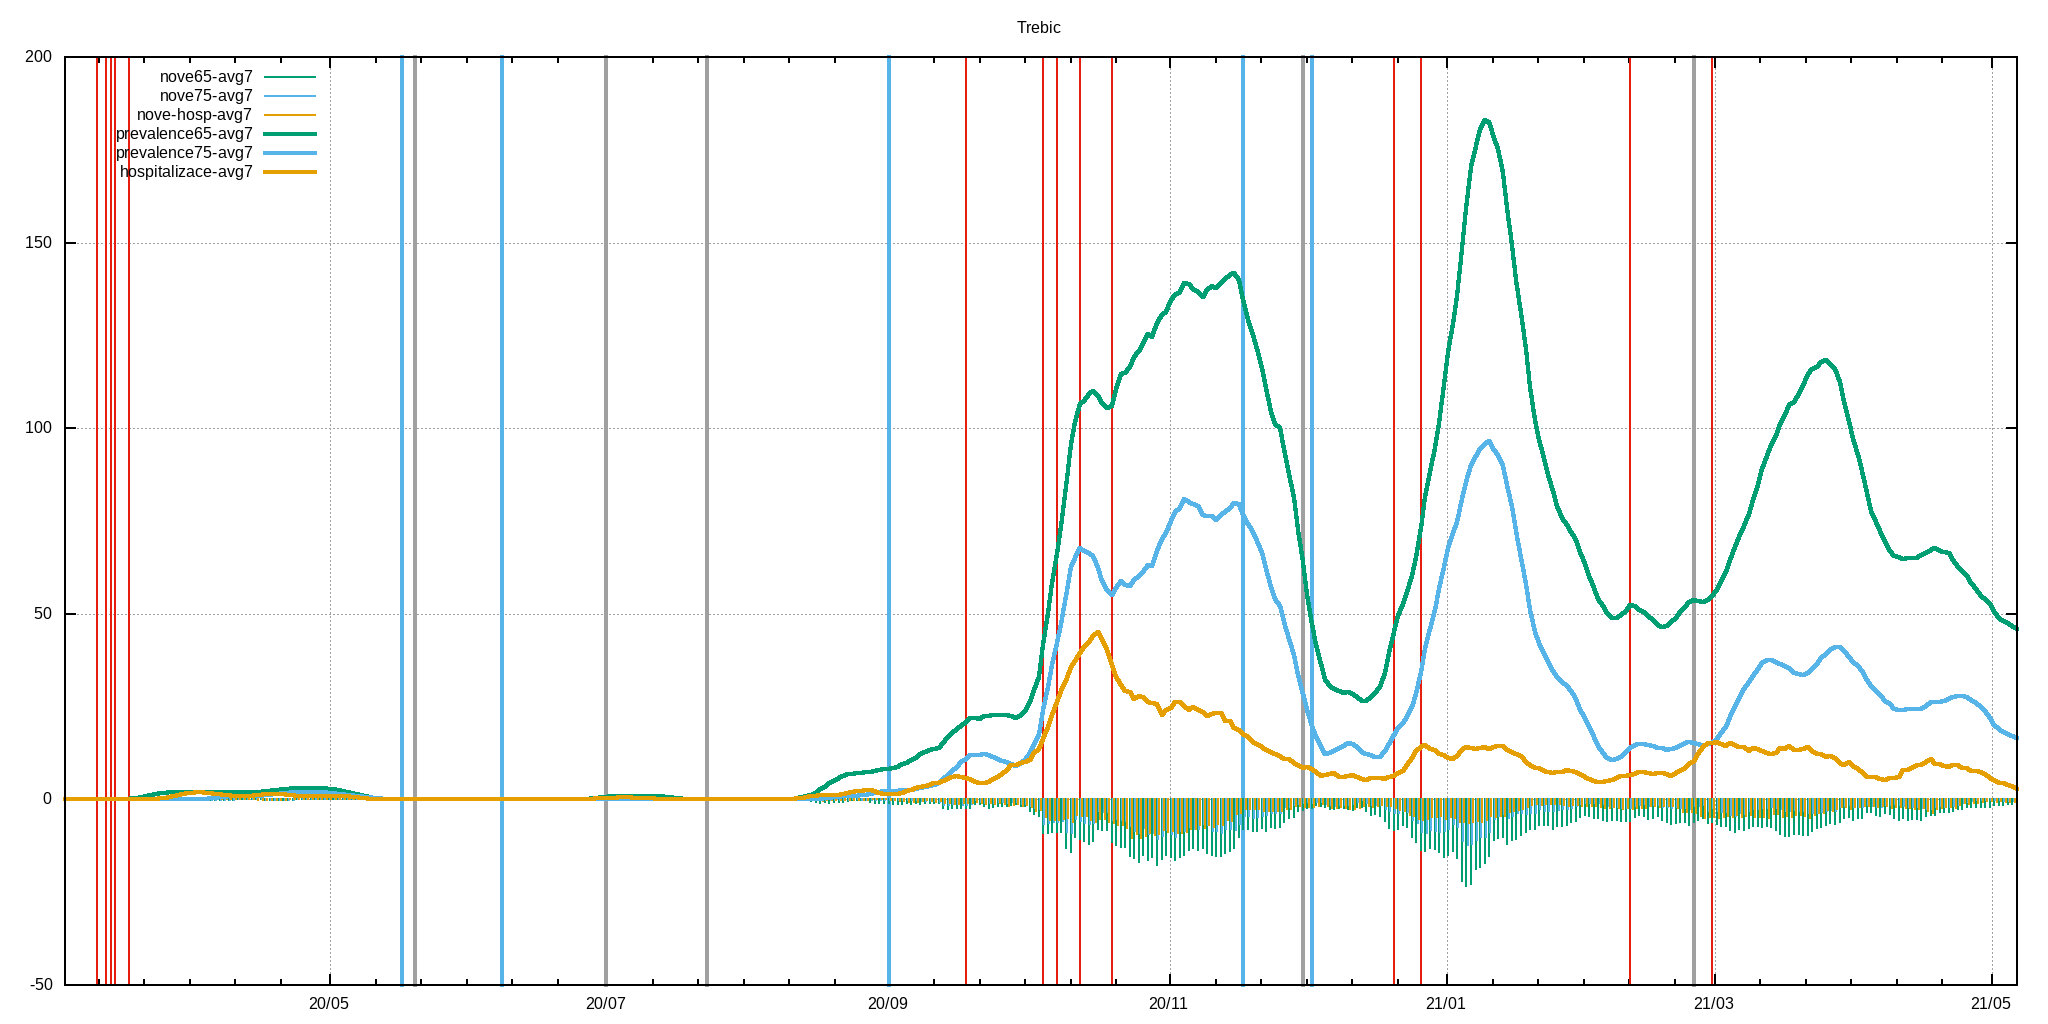 Trebic
200
nove65-avg7
nove75-avg7
nove-hosp-avg7
prevalence65-avg7
prevalence75-avg7
hospitalizace-avg7
150
100
50
0
-50
20/05 20/07 20/09 20/11 21/01 21/03 21/05